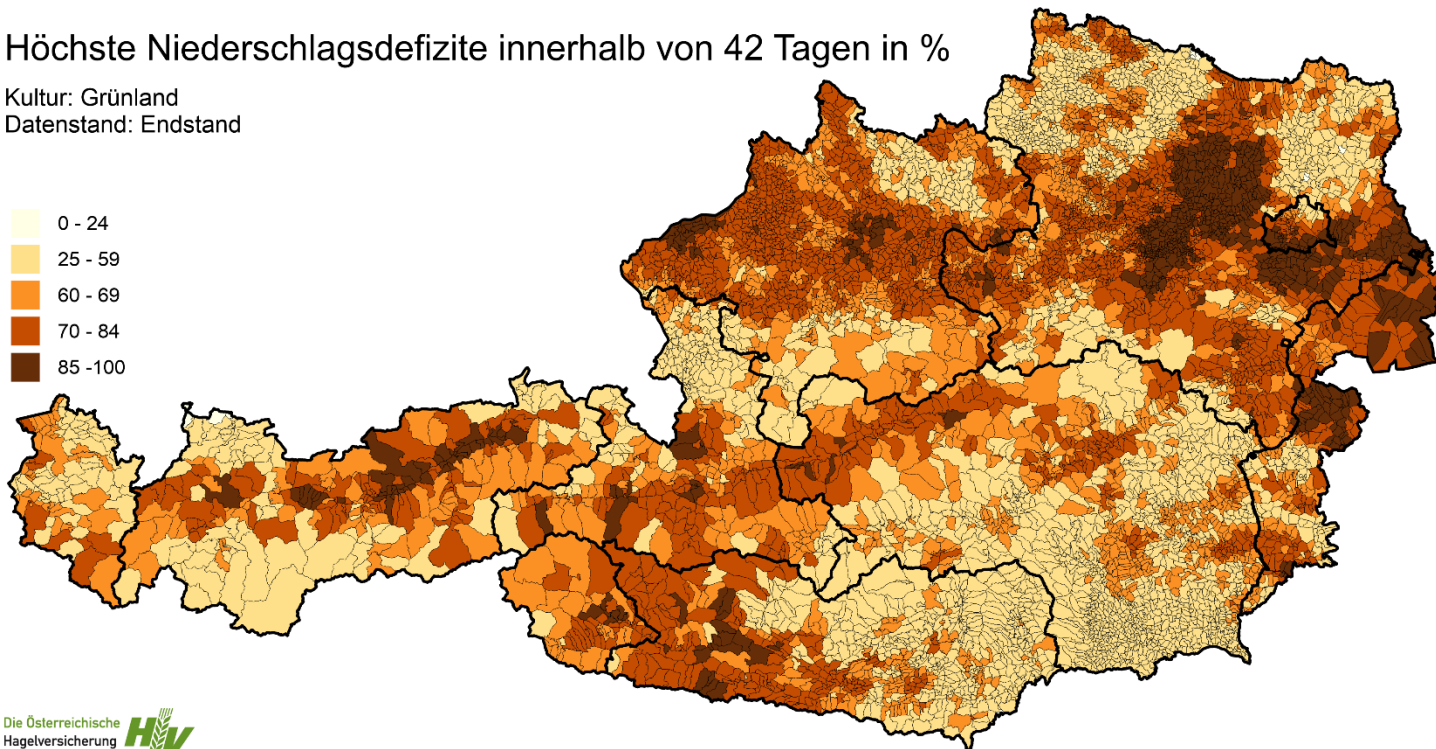 Höchste Niederschlagsdefizite innerhalb von 42 Tagen in %
Kultur: Grünland
Datenstand: Endstand
0 - 24
25 - 59
60 - 69
70 - 84
85 -100
Die Österreichische
Hagelversicherung
HV